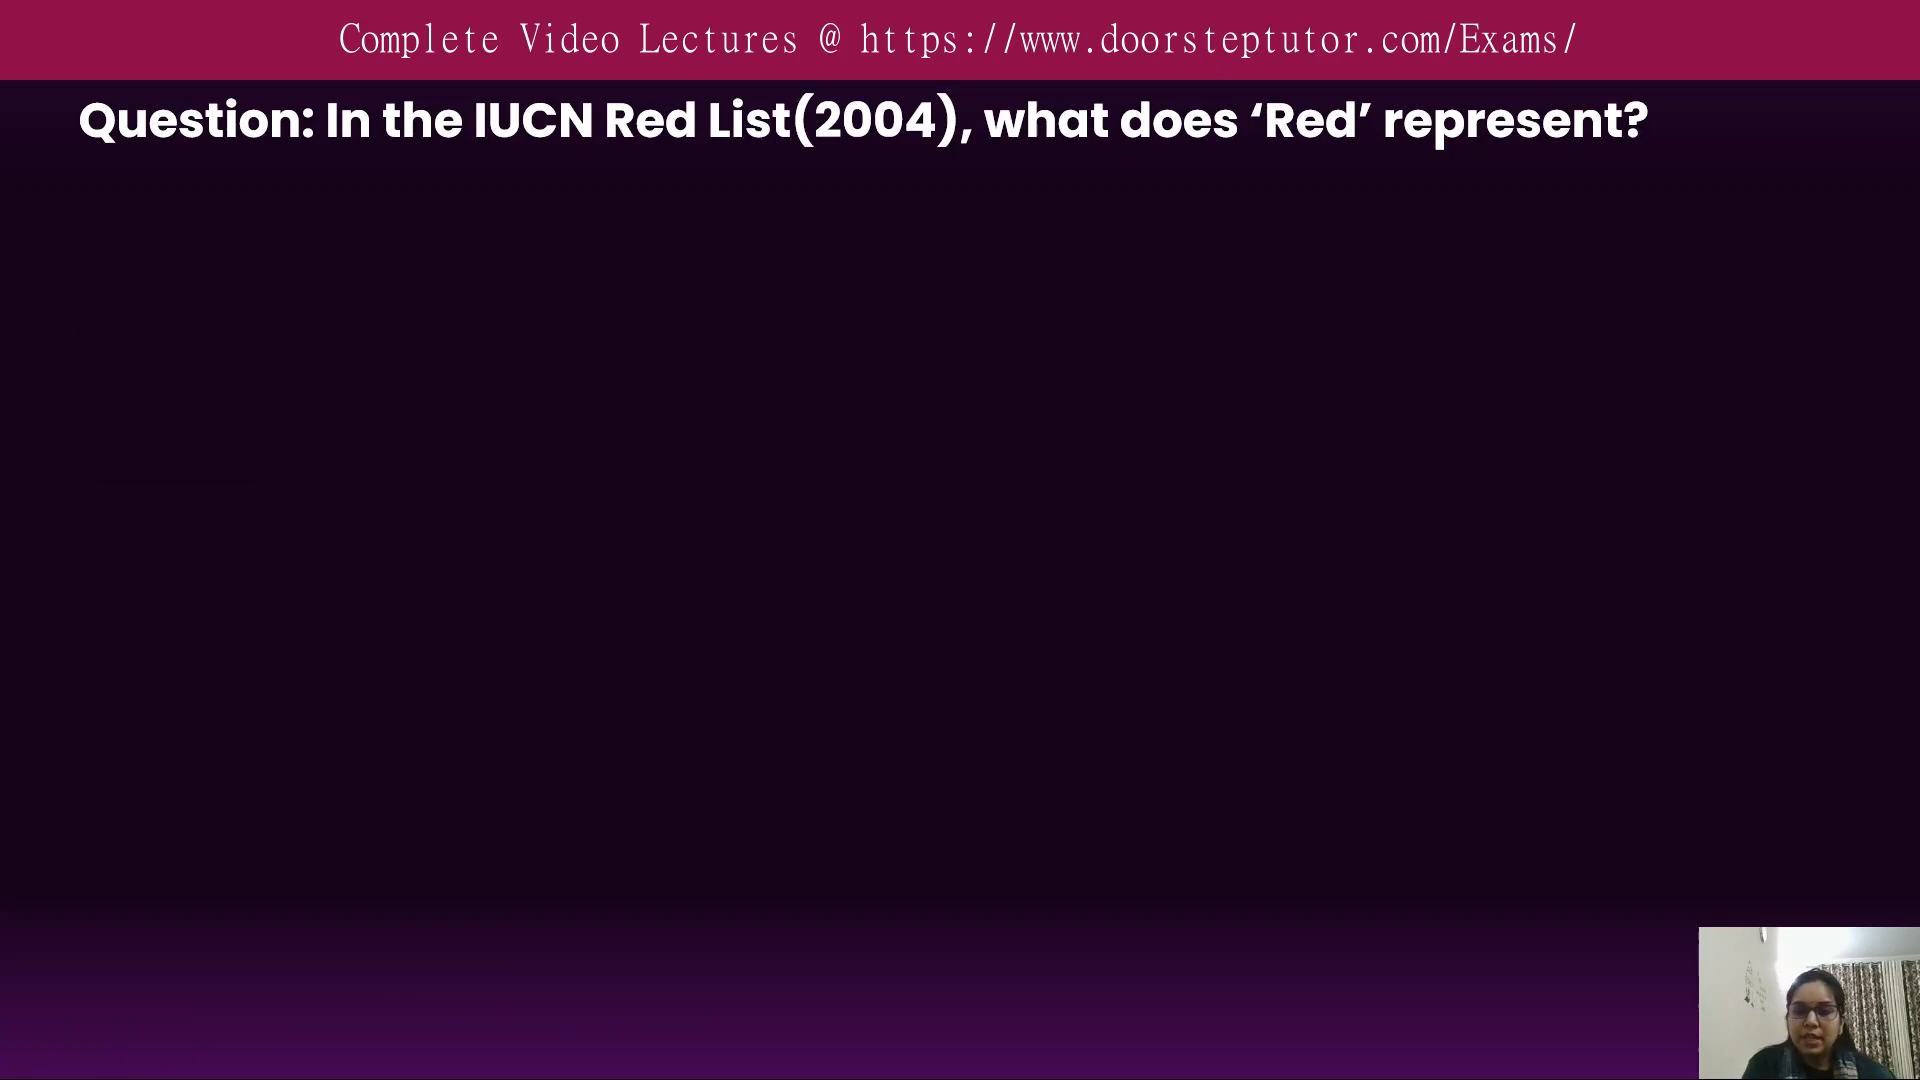 Complete Video Lectures @ https://www.doorsteptutor.com/Exams/
Question: In the IUCN Red List(2004), what does ‘Red’ represent?